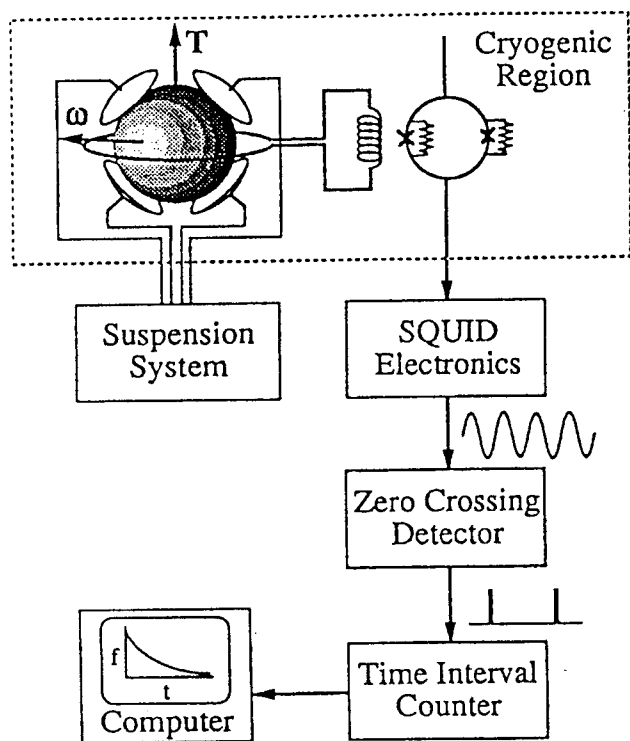 T
Cryogenic
Region
ω
Suspension
System
SQUID
Electronics
Zero Crossing
Detector
f
t
Computer
Time Interval
Counter